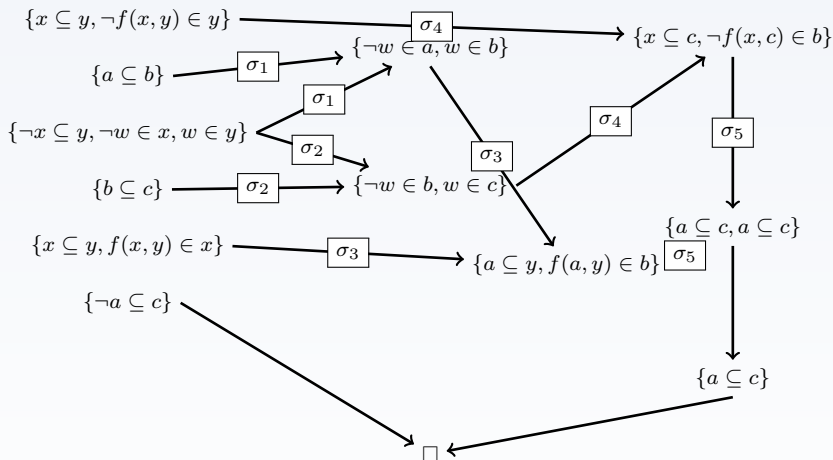 {x ⊆ y, ¬f(x, y) ∈ y}
σ₄
{x ⊆ c, ¬f(x, c) ∈ b}
{¬w ∈ a, w ∈ b}
{a ⊆ b}
σ₁
σ₁
σ₄
{¬x ⊆ y, ¬w ∈ x, w ∈ y}
σ₅
σ₂
σ₃
{b ⊆ c}
σ₂
{¬w ∈ b, w ∈ c}
{a ⊆ c, a ⊆ c}
{x ⊆ y, f(x, y) ∈ x}
σ₃
{a ⊆ y, f(a, y) ∈ b}
σ₅
{¬a ⊆ c}
{a ⊆ c}
□